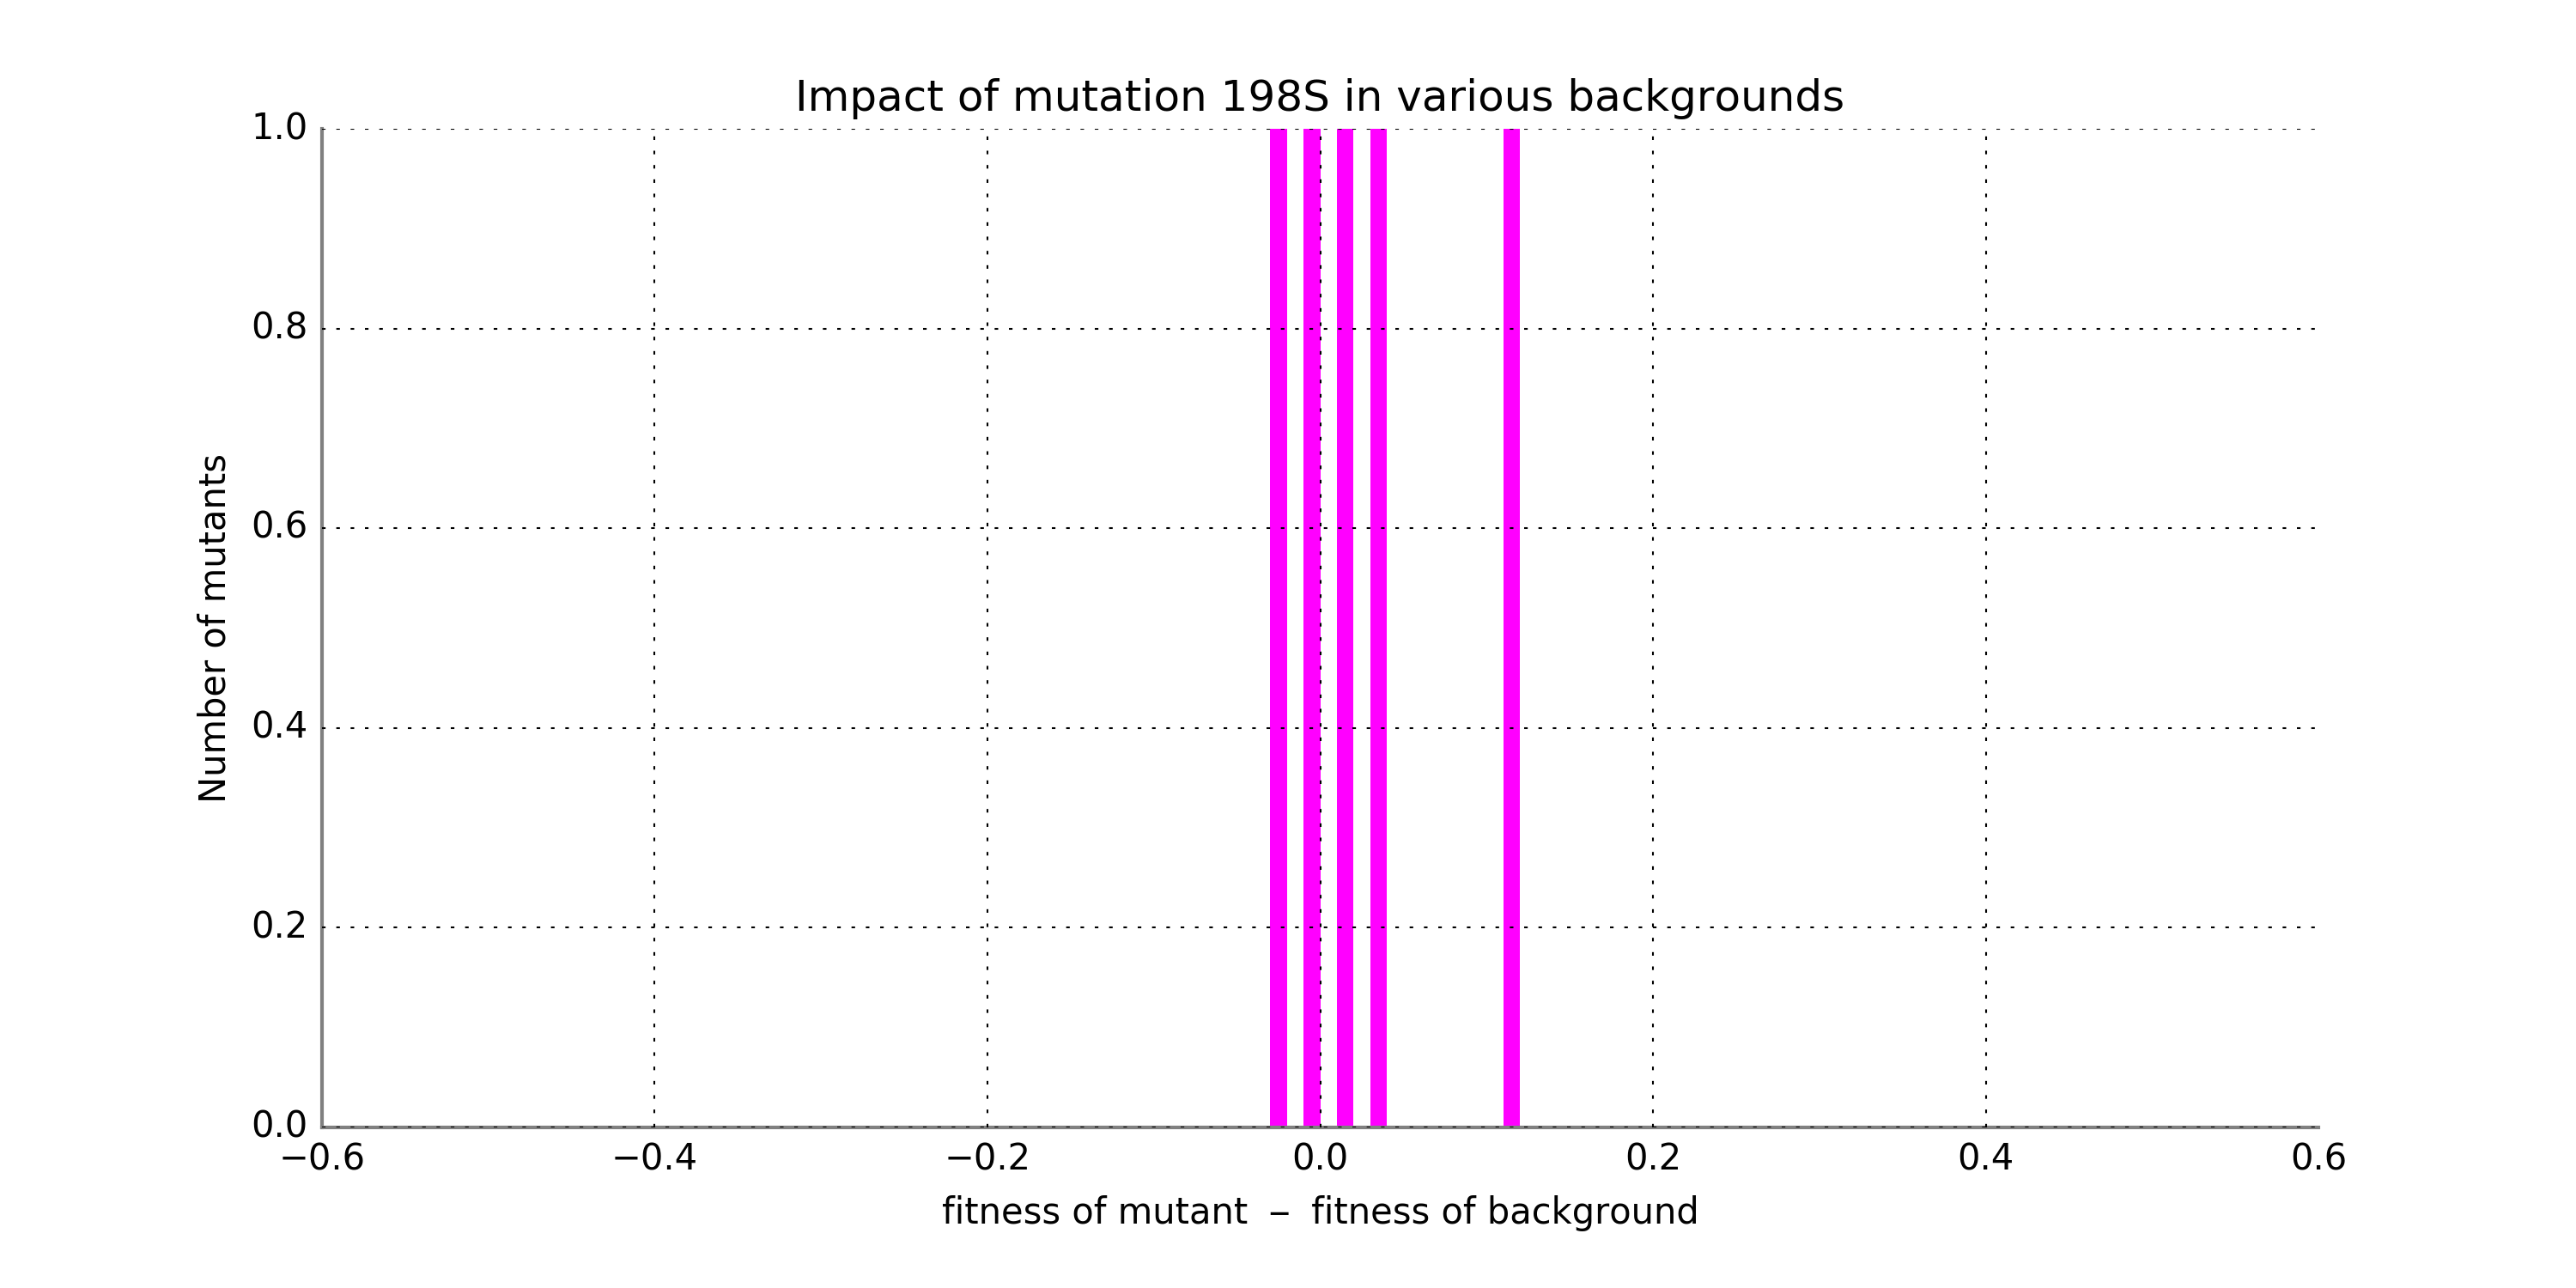 Impact of mutation 198S in various backgrounds
1.0
0.8
0.6
0.4
0.2
0.0
Number of mutants
−0.6 −0.4 −0.2 0.0 0.2 0.4 0.6
fitness of mutant − fitness of background